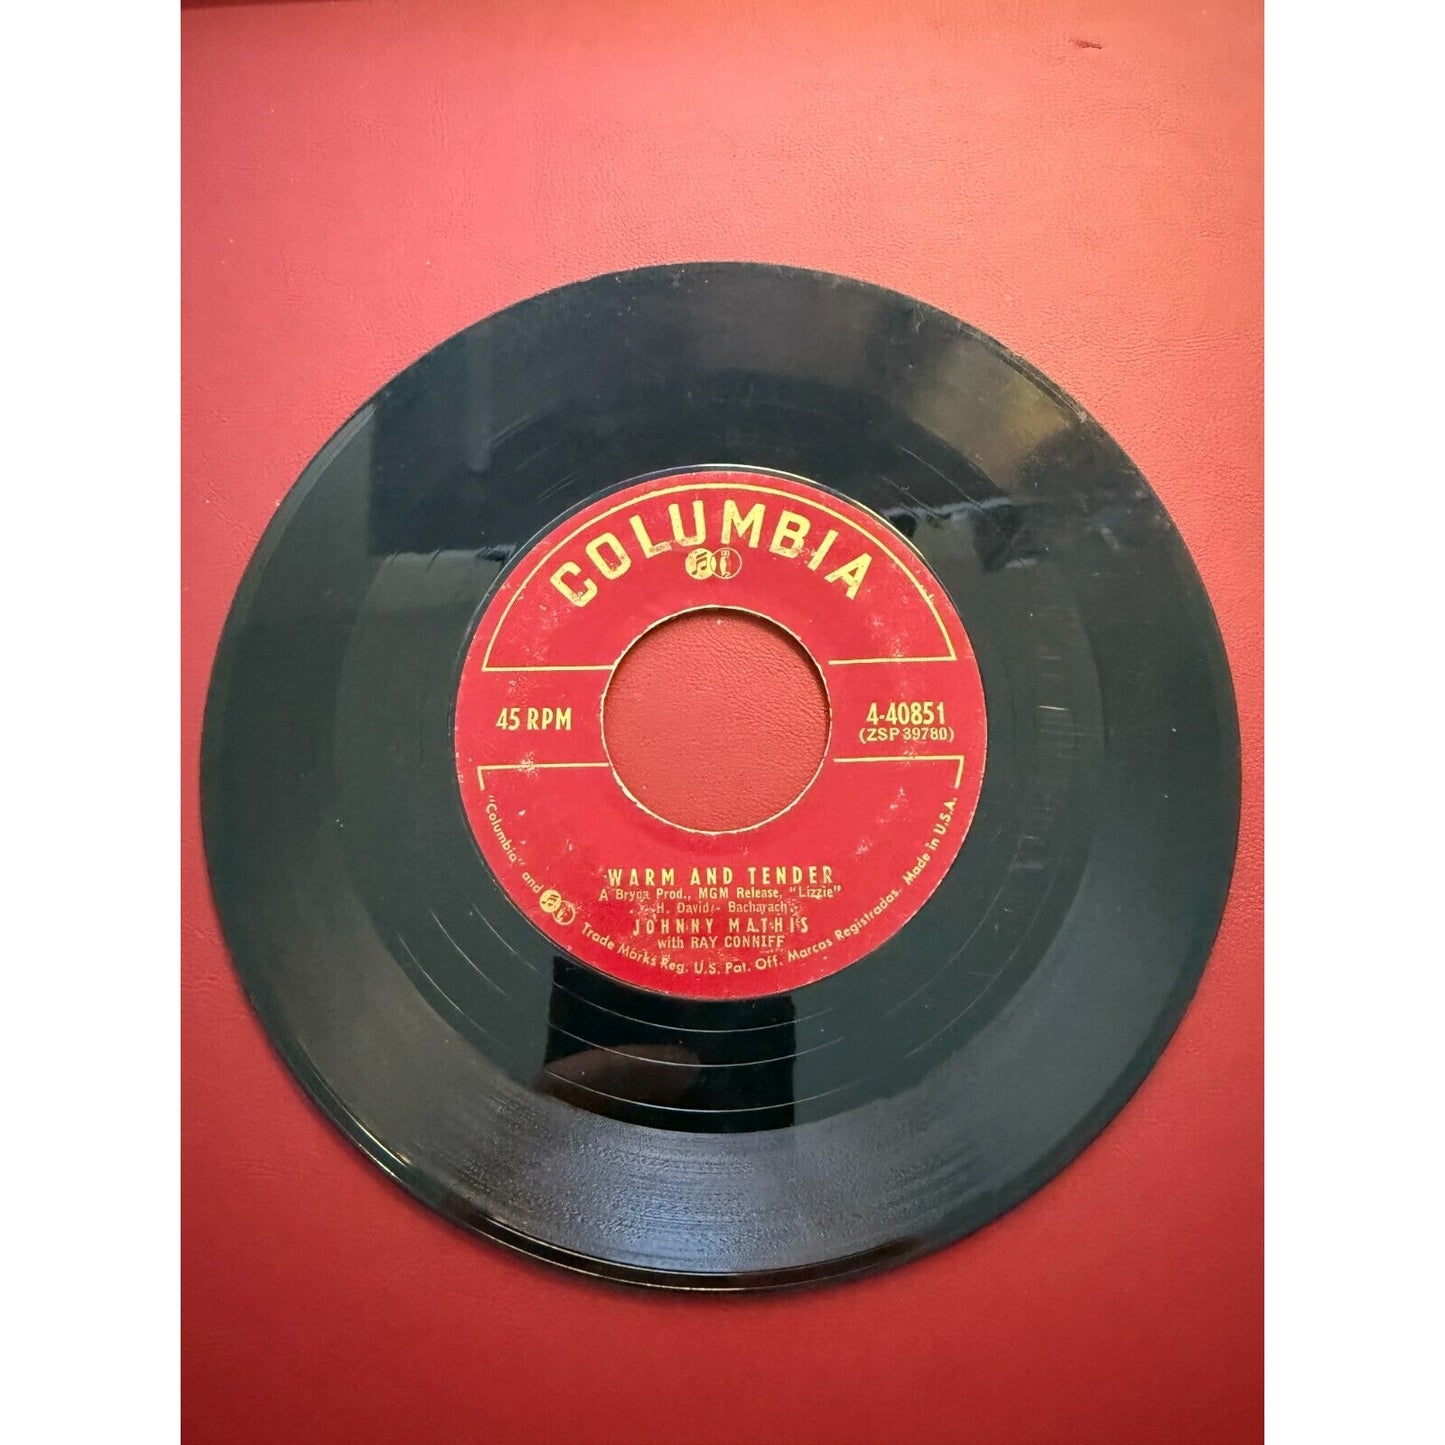 COLUMBIA
45 RPM
4-40851
(ZSP 39780)
WARM AND TENDER
A Bryna Prod., MGM Release, "Lizzie"
H. David - Bacharach
JOHNNY MATHIS
with RAY CONNIFF
"Columbia" and Trade Marks Reg. U.S. Pat. Off. Marcas Registradas. Made in U.S.A.